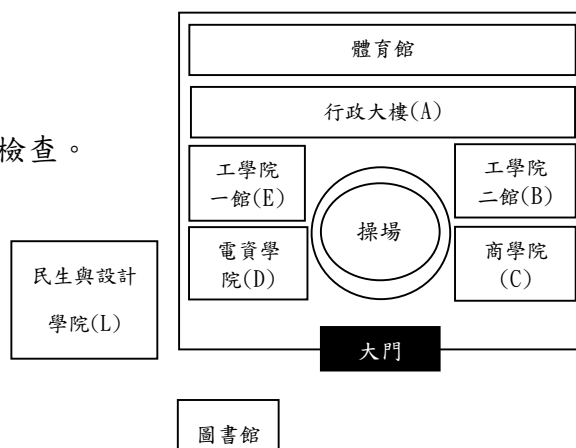 體育館
行政大樓(A)
檢查。
工學院
一館(E)
工學院
二館(B)
操場
電資學
院(D)
商學院
(C)
民生與設計
學院(L)
大門
圖書館